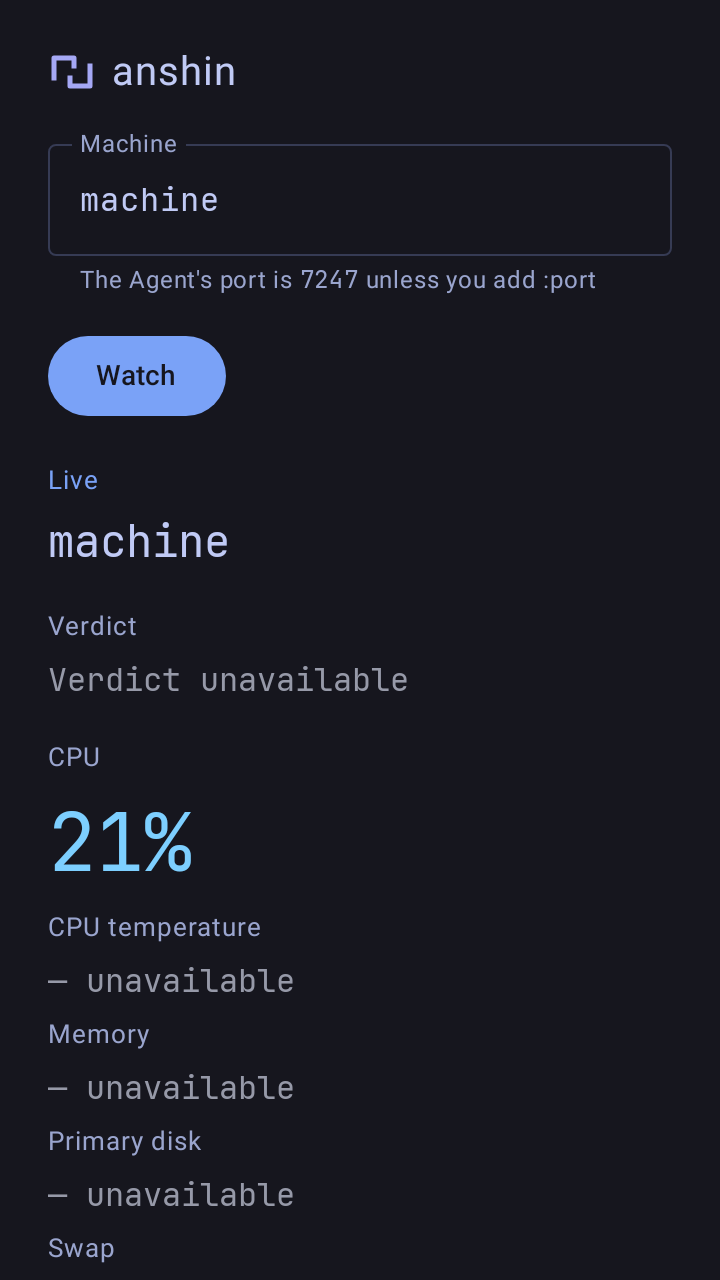 anshin
Machine
machine
The Agent's port is 7247 unless you add :port
Watch
Live
machine
Verdict
Verdict unavailable
CPU
21%
CPU temperature
— unavailable
Memory
— unavailable
Primary disk
— unavailable
Swap